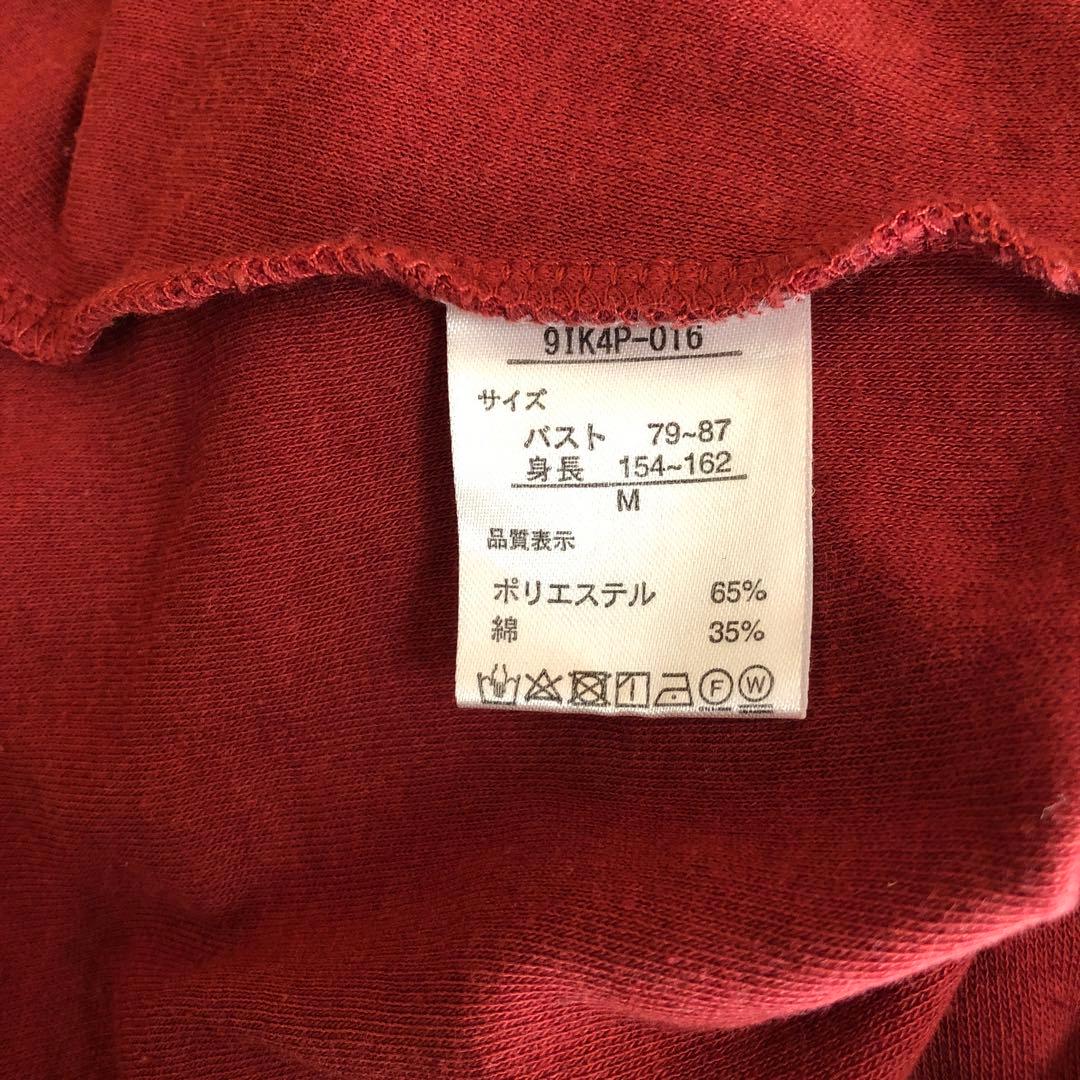 9IK4P-016
サイズ
バスト 79~87
身長 154~162
M
品質表示
ポリエステル 65%
綿 35%
F W